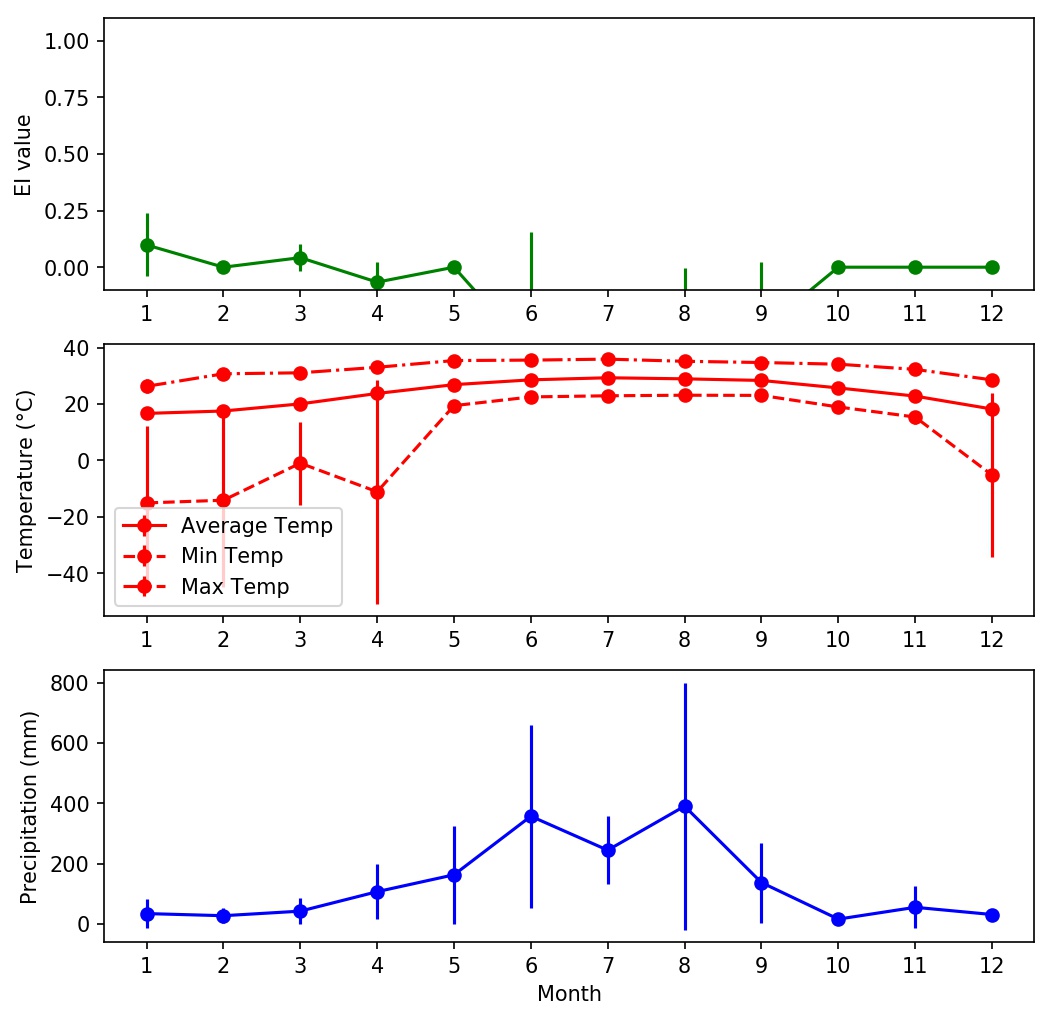 EI value
1.00
0.75
0.50
0.25
0.00
1 2 3 4 5 6 7 8 9 10 11 12
Temperature (°C)
40
20
0
−20
−40
Average Temp
Min Temp
Max Temp
1 2 3 4 5 6 7 8 9 10 11 12
Precipitation (mm)
800
600
400
200
0
1 2 3 4 5 6 7 8 9 10 11 12
Month